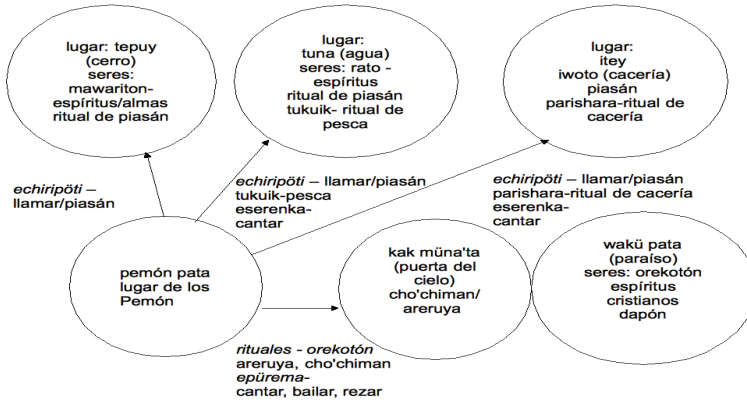 lugar: tepuy
(cerro)
seres:
mawariton-
espíritus/almas
ritual de piasán
lugar:
tuna (agua)
seres: rato -
espíritus
ritual de piasán
tukuik- ritual de
pesca
lugar:
itey
iwoto (cacería)
piasán
parishara-ritual de
cacería
echiripöti –
llamar/piasán
echiripöti – llamar/piasán
tukuik-pesca
eserenka-
cantar
echiripöti – llamar/piasán
parishara-ritual de cacería
eserenka-
cantar
pemón pata
lugar de los
Pemón
kak müna'ta
(puerta del
cielo)
cho'chiman/
areruya
wakü pata
(paraíso)
seres: orekotón
espíritus
cristianos
dapón
rituales - orekotón
areruya, cho'chiman
epürema-
cantar, bailar, rezar